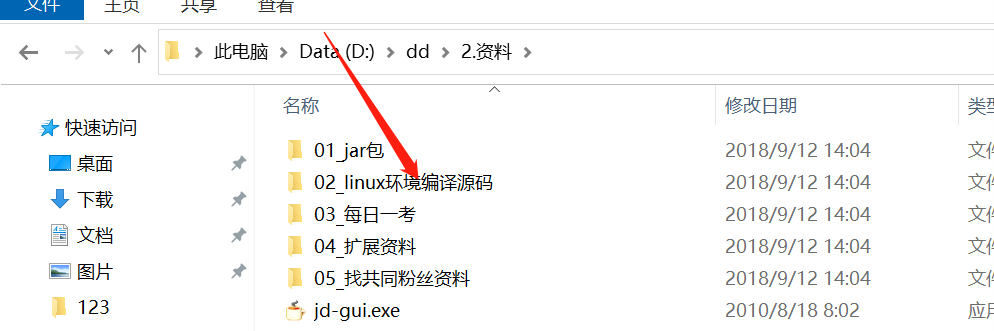 文件 主页 共享 查看
此电脑 Data (D:) dd 2.资料
名称 修改日期 类型
快速访问
桌面
下载
文档
图片
123
01_jar包 2018/9/12 14:04 文件
02_linux环境编译源码 2018/9/12 14:04 文件
03_每日一考 2018/9/12 14:04 文件
04_扩展资料 2018/9/12 14:04 文件
05_找共同粉丝资料 2018/9/12 14:04 文件
jd-gui.exe 2010/8/18 8:02 应用